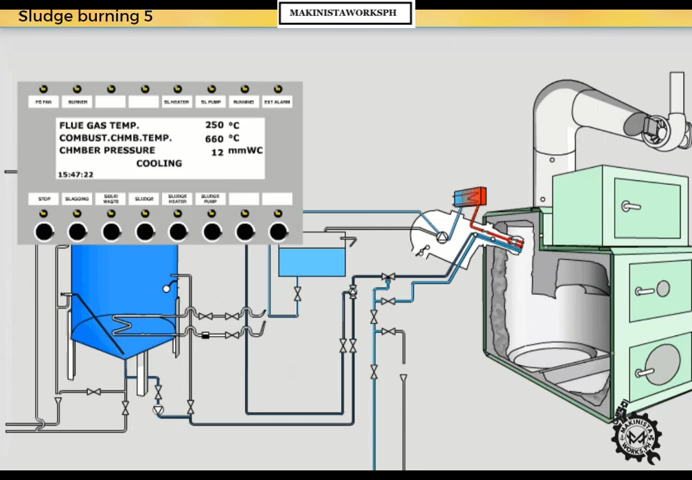 Sludge burning 5
MAKINISTAWORKSPH
FD FAN BURNER SL HEATER SL PUMP RUNNING EXT ALARM
FLUE GAS TEMP. 250 °C
COMBUST.CHMB.TEMP. 660 °C
CHMBER PRESSURE 12 mmWC
COOLING
15:47:22
STOP SLAGGING SOLID WASTE SLUDGE SLUDGE HEATER SLUDGE PUMP
MAKINISTA
WORKS.PH